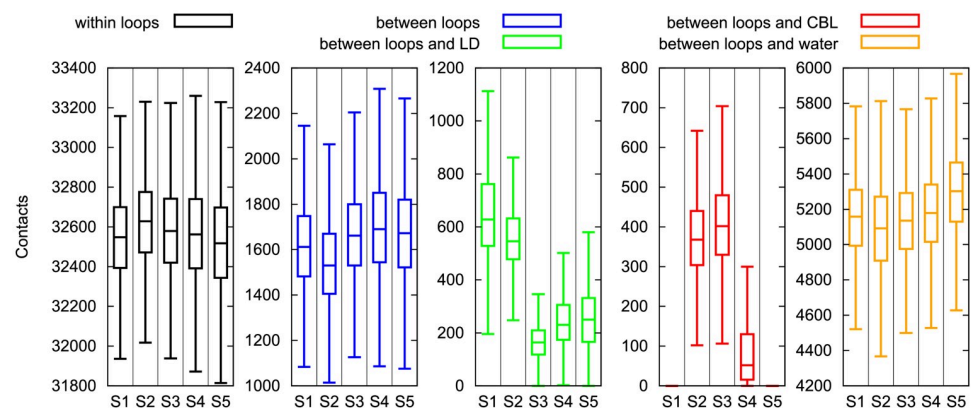 within loops
between loops
between loops and CBL
between loops and LD
between loops and water
33400 2400 1200 800 6000
33200 2200 1000 700 5800
33000 2000 800 600 5600
32800 1800 600 500 5400
32600 1600 400 400 5200
32400 1400 200 300 5000
32200 1200 0 200 4800
32000 1000 100 4600
31800 0 4400
4200
Contacts
S1 S2 S3 S4 S5 S1 S2 S3 S4 S5 S1 S2 S3 S4 S5 S1 S2 S3 S4 S5 S1 S2 S3 S4 S5